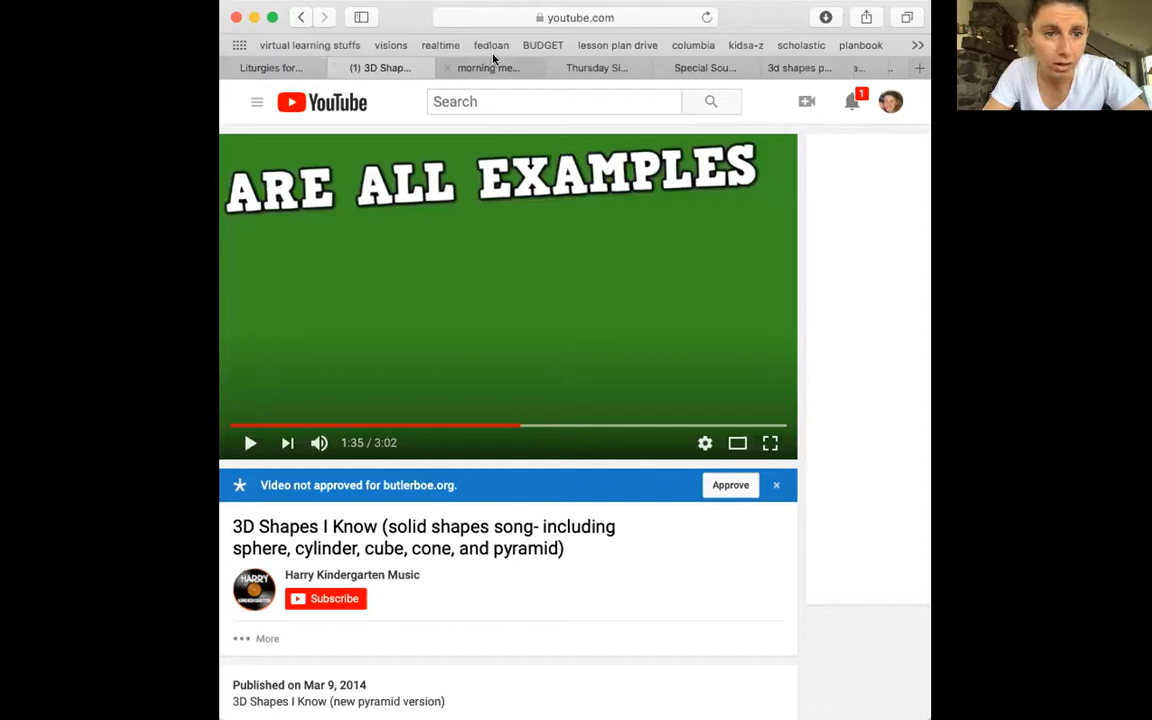 youtube.com
virtual learning stuffs visions realtime fedloan BUDGET lesson plan drive columbia kidsa-z scholastic planbook
Liturgies for... (1) 3D Shap... morning me... Thursday Si... Special Sou... 3d shapes p... a... ..
YouTube Search 1
ARE ALL EXAMPLES
1:35 / 3:02
Video not approved for butlerboe.org. Approve
3D Shapes I Know (solid shapes song- including
sphere, cylinder, cube, cone, and pyramid)
HARRY KINDERGARTEN
Harry Kindergarten Music
Subscribe
More
Published on Mar 9, 2014
3D Shapes I Know (new pyramid version)